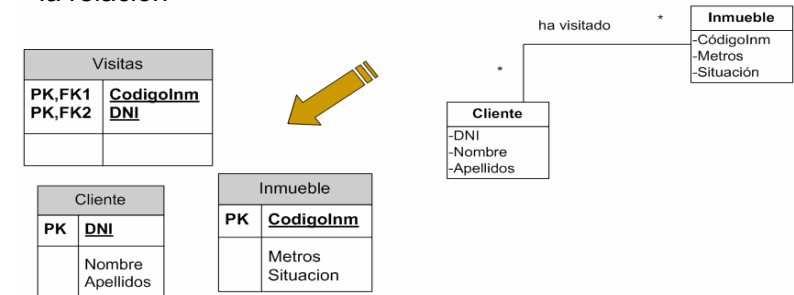 la relación
ha visitado
*
*
Inmueble
-CódigoInm
-Metros
-Situación
Cliente
-DNI
-Nombre
-Apellidos
Visitas
PK,FK1 CodigoInm
PK,FK2 DNI
Cliente
PK DNI
Nombre
Apellidos
Inmueble
PK CodigoInm
Metros
Situacion